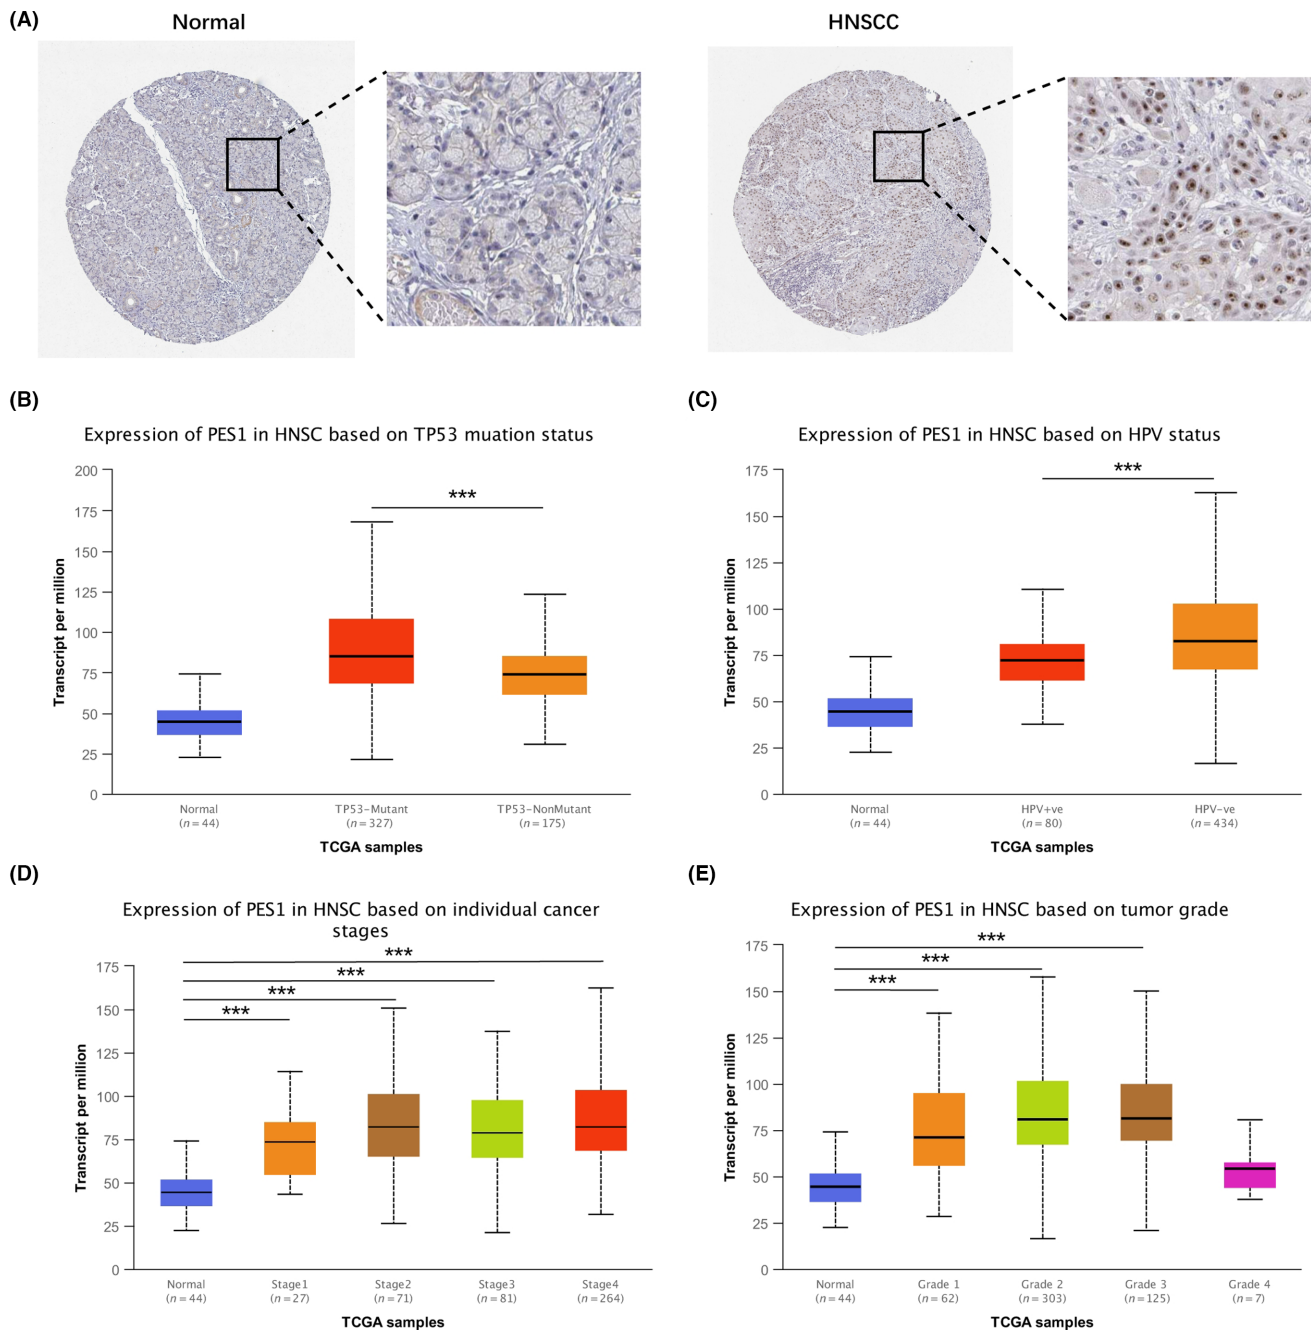 (A)
Normal
HNSCC
(B)
Expression of PES1 in HNSC based on TP53 muation status
Transcript per million
200
175
150
125
100
75
50
25
0
***
Normal
(n=44)
TP53-Mutant
(n=327)
TP53-NonMutant
(n=175)
TCGA samples
(C)
Expression of PES1 in HNSC based on HPV status
Transcript per million
175
150
125
100
75
50
25
0
***
Normal
(n=44)
HPV+ve
(n=80)
HPV-ve
(n=434)
TCGA samples
(D)
Expression of PES1 in HNSC based on individual cancer
stages
Transcript per million
175
150
125
100
75
50
25
0
***
***
***
***
Normal
(n=44)
Stage1
(n=27)
Stage2
(n=71)
Stage3
(n=81)
Stage4
(n=264)
TCGA samples
(E)
Expression of PES1 in HNSC based on tumor grade
Transcript per million
175
150
125
100
75
50
25
0
***
***
***
Normal
(n=44)
Grade 1
(n=62)
Grade 2
(n=303)
Grade 3
(n=125)
Grade 4
(n=7)
TCGA samples